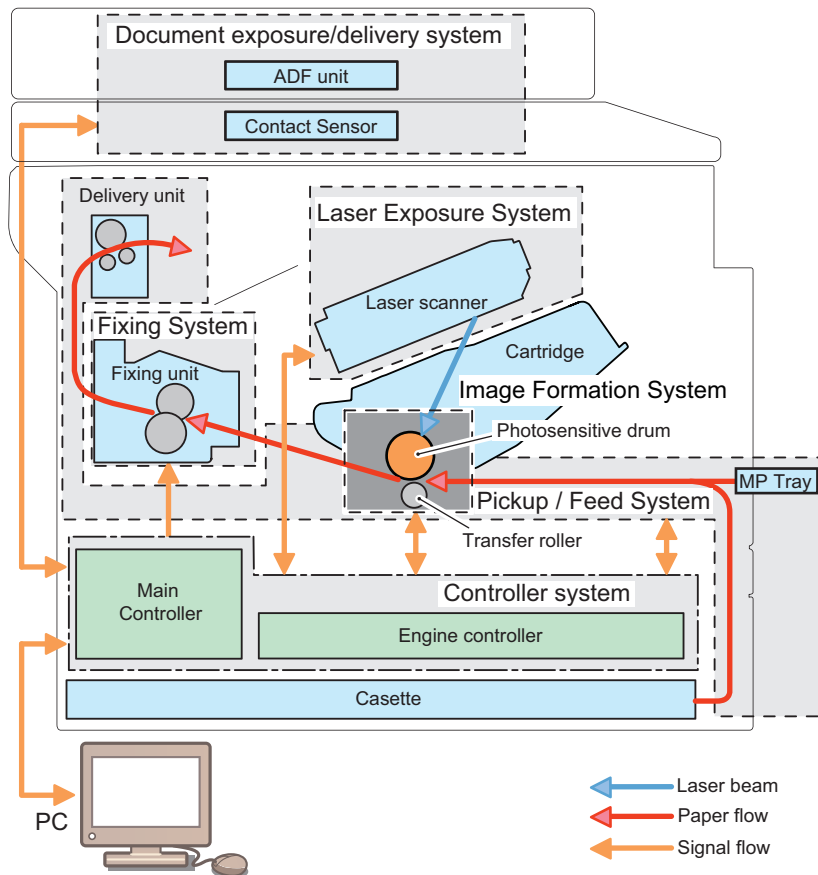 Document exposure/delivery system
ADF unit
Contact Sensor
Delivery unit
Laser Exposure System
Laser scanner
Fixing System
Fixing unit
Cartridge
Image Formation System
Photosensitive drum
MP Tray
Pickup / Feed System
Transfer roller
Main
Controller
Controller system
Engine controller
Casette
PC
Laser beam
Paper flow
Signal flow